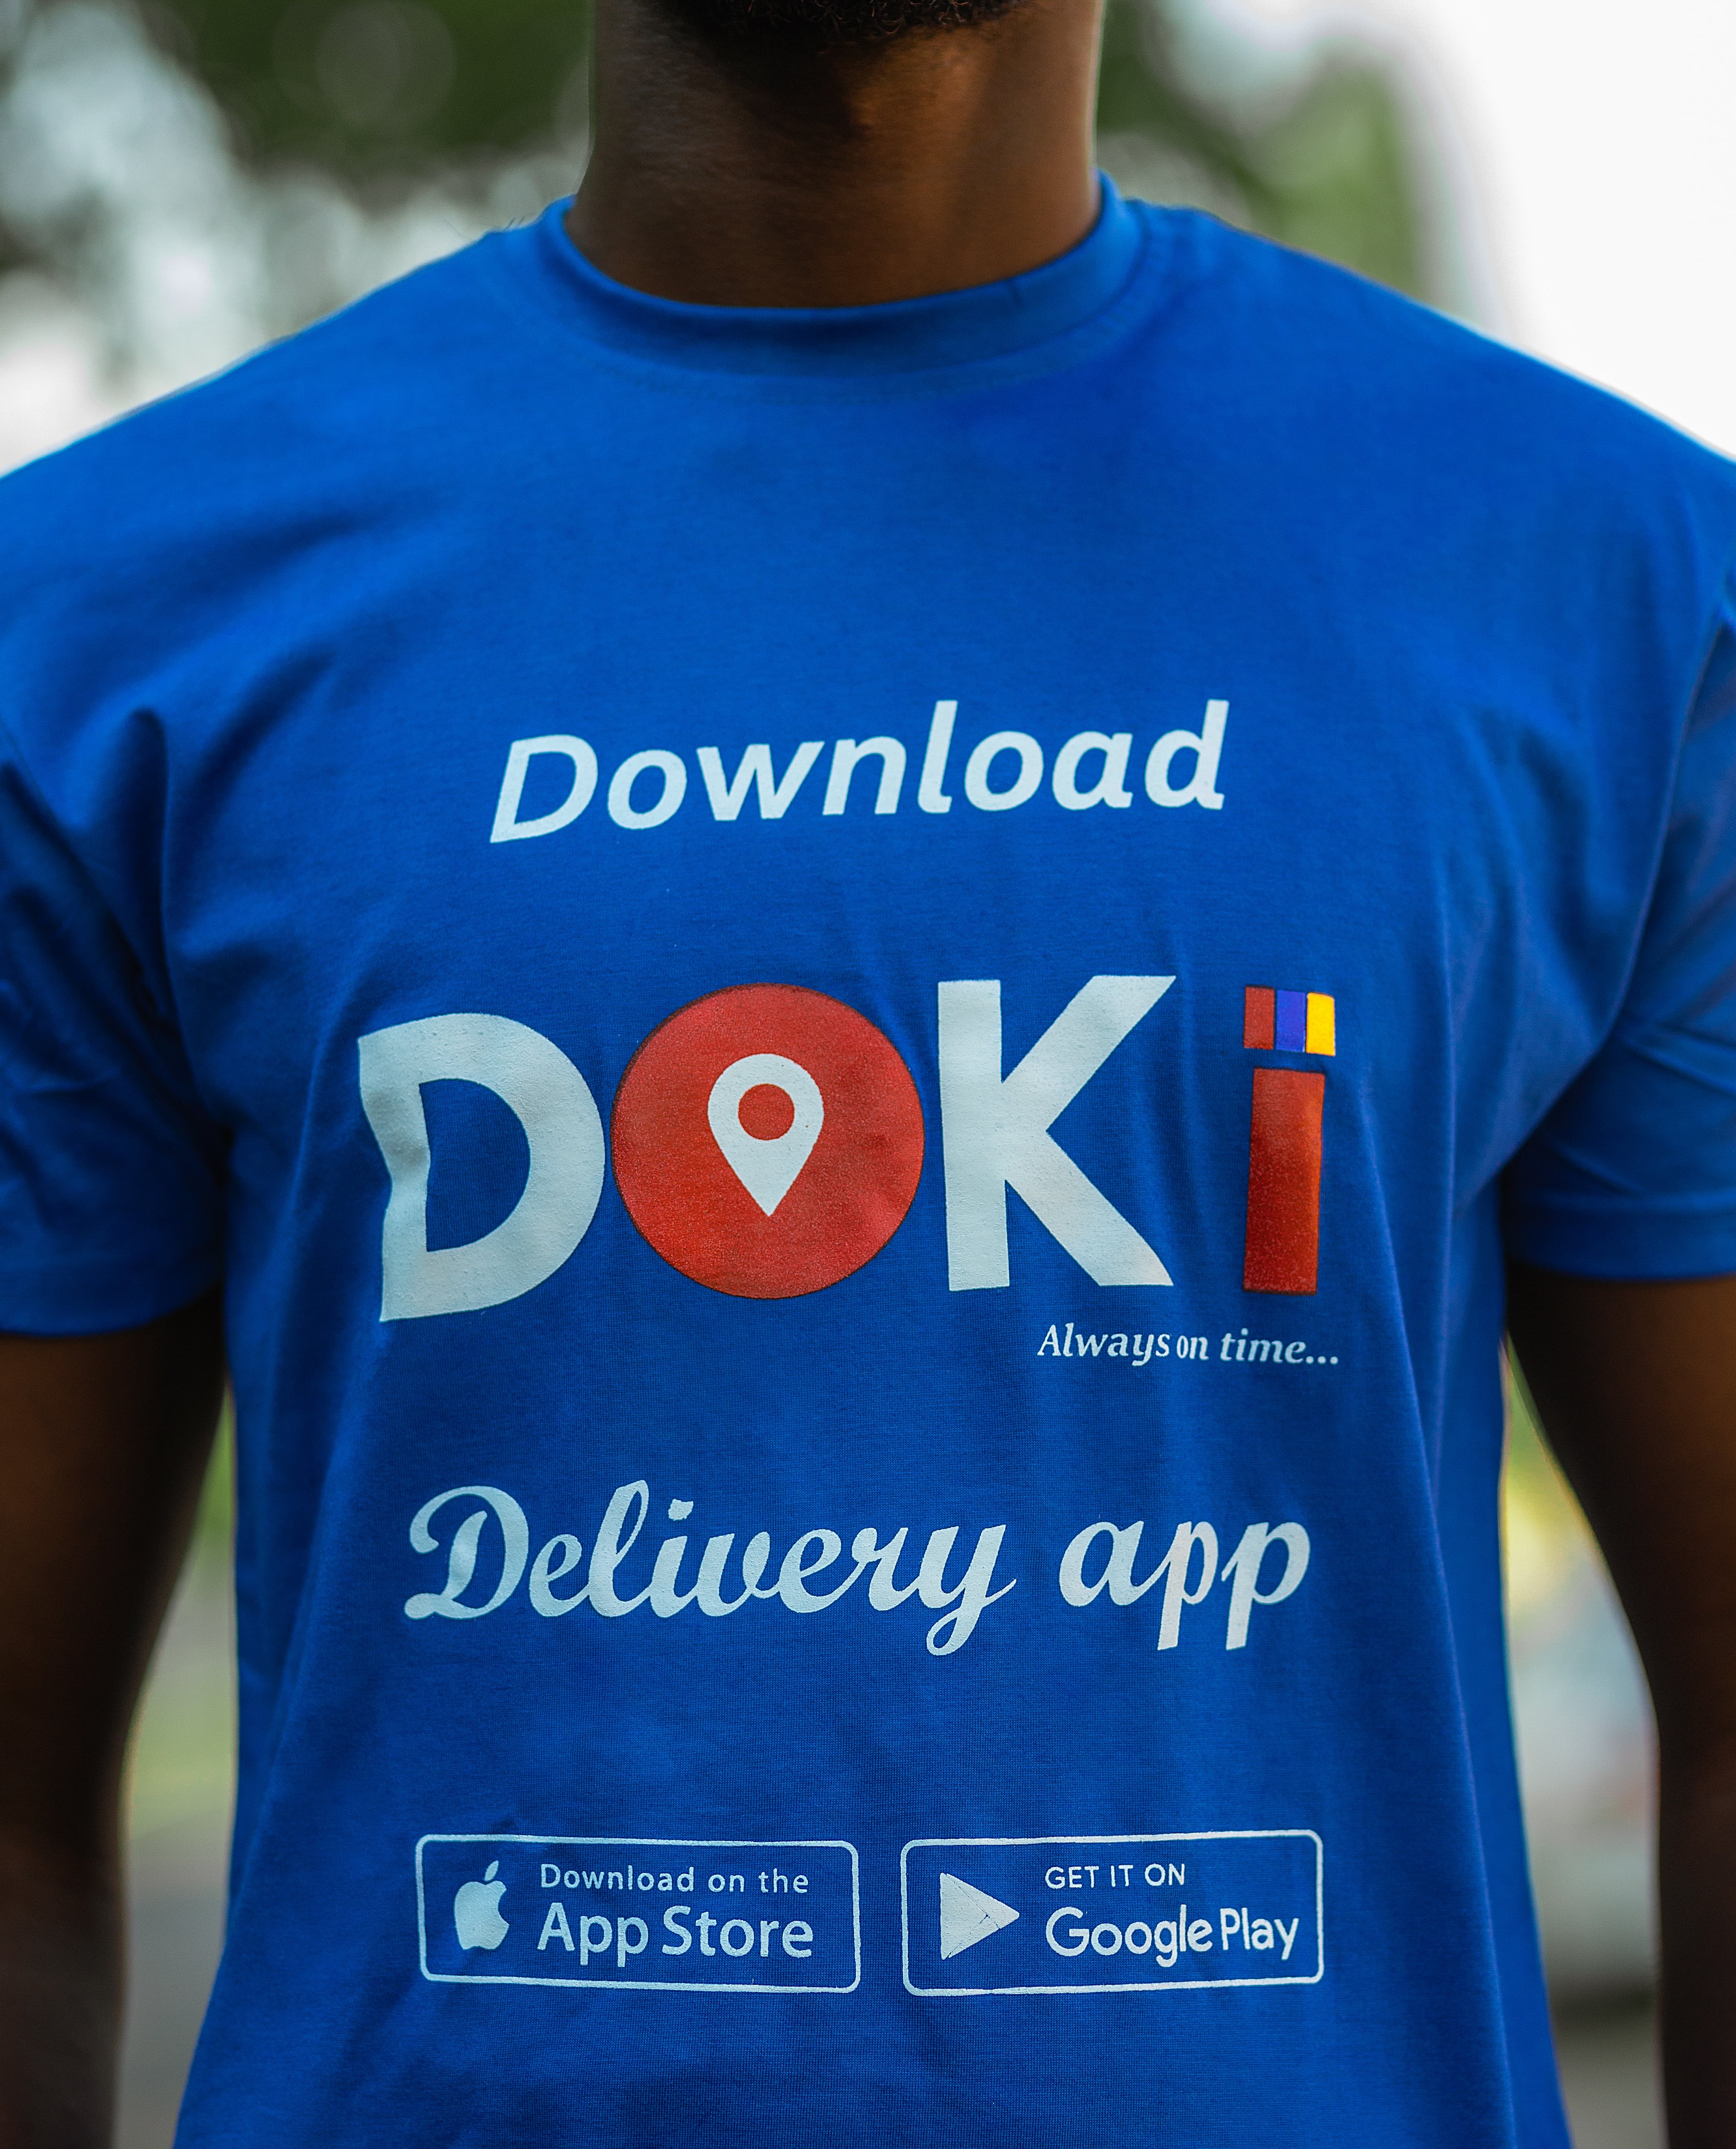 Download
DOKi
Always on time...
Delivery app
Download on the
App Store
GET IT ON
Google Play